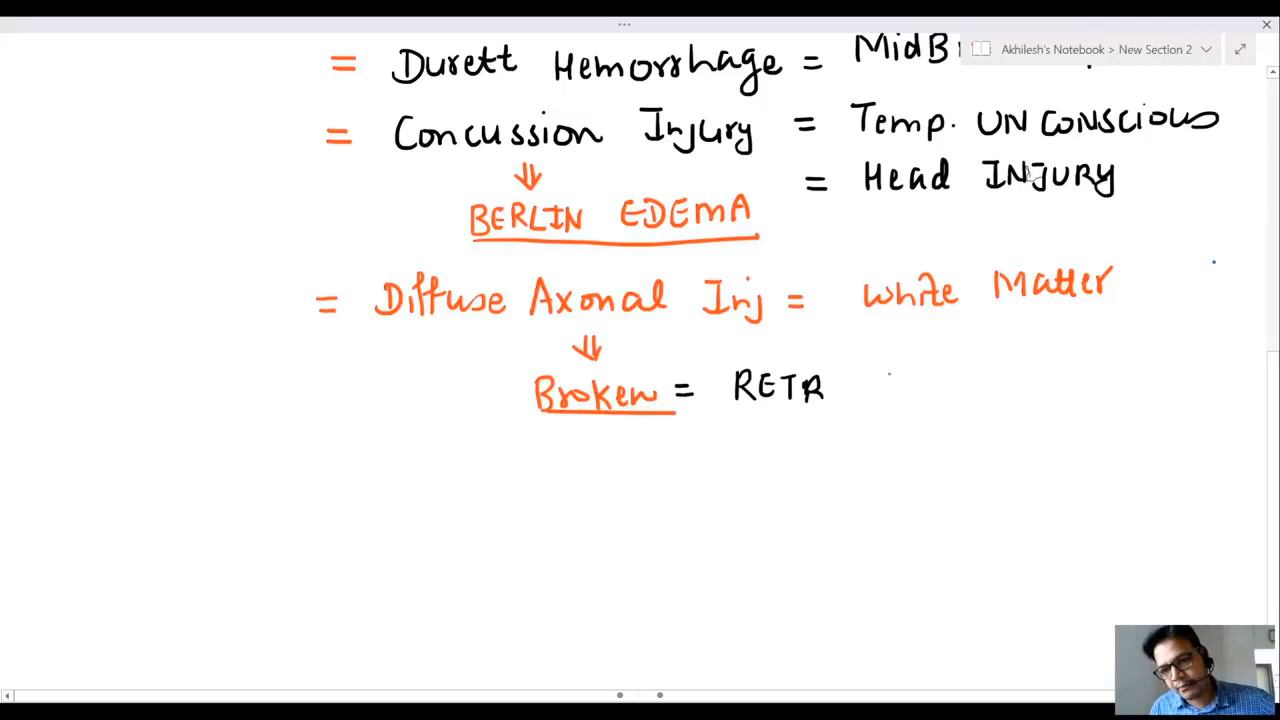 Akhilesh's Notebook > New Section 2
= Durett Hemorrhage =
= Concussion Injury = Temp. UNCONSCIOUS
= Head INJURY
⇓
BERLIN EDEMA
= Diffuse Axonal Inj = White Matter
⇓
Broken = RETR